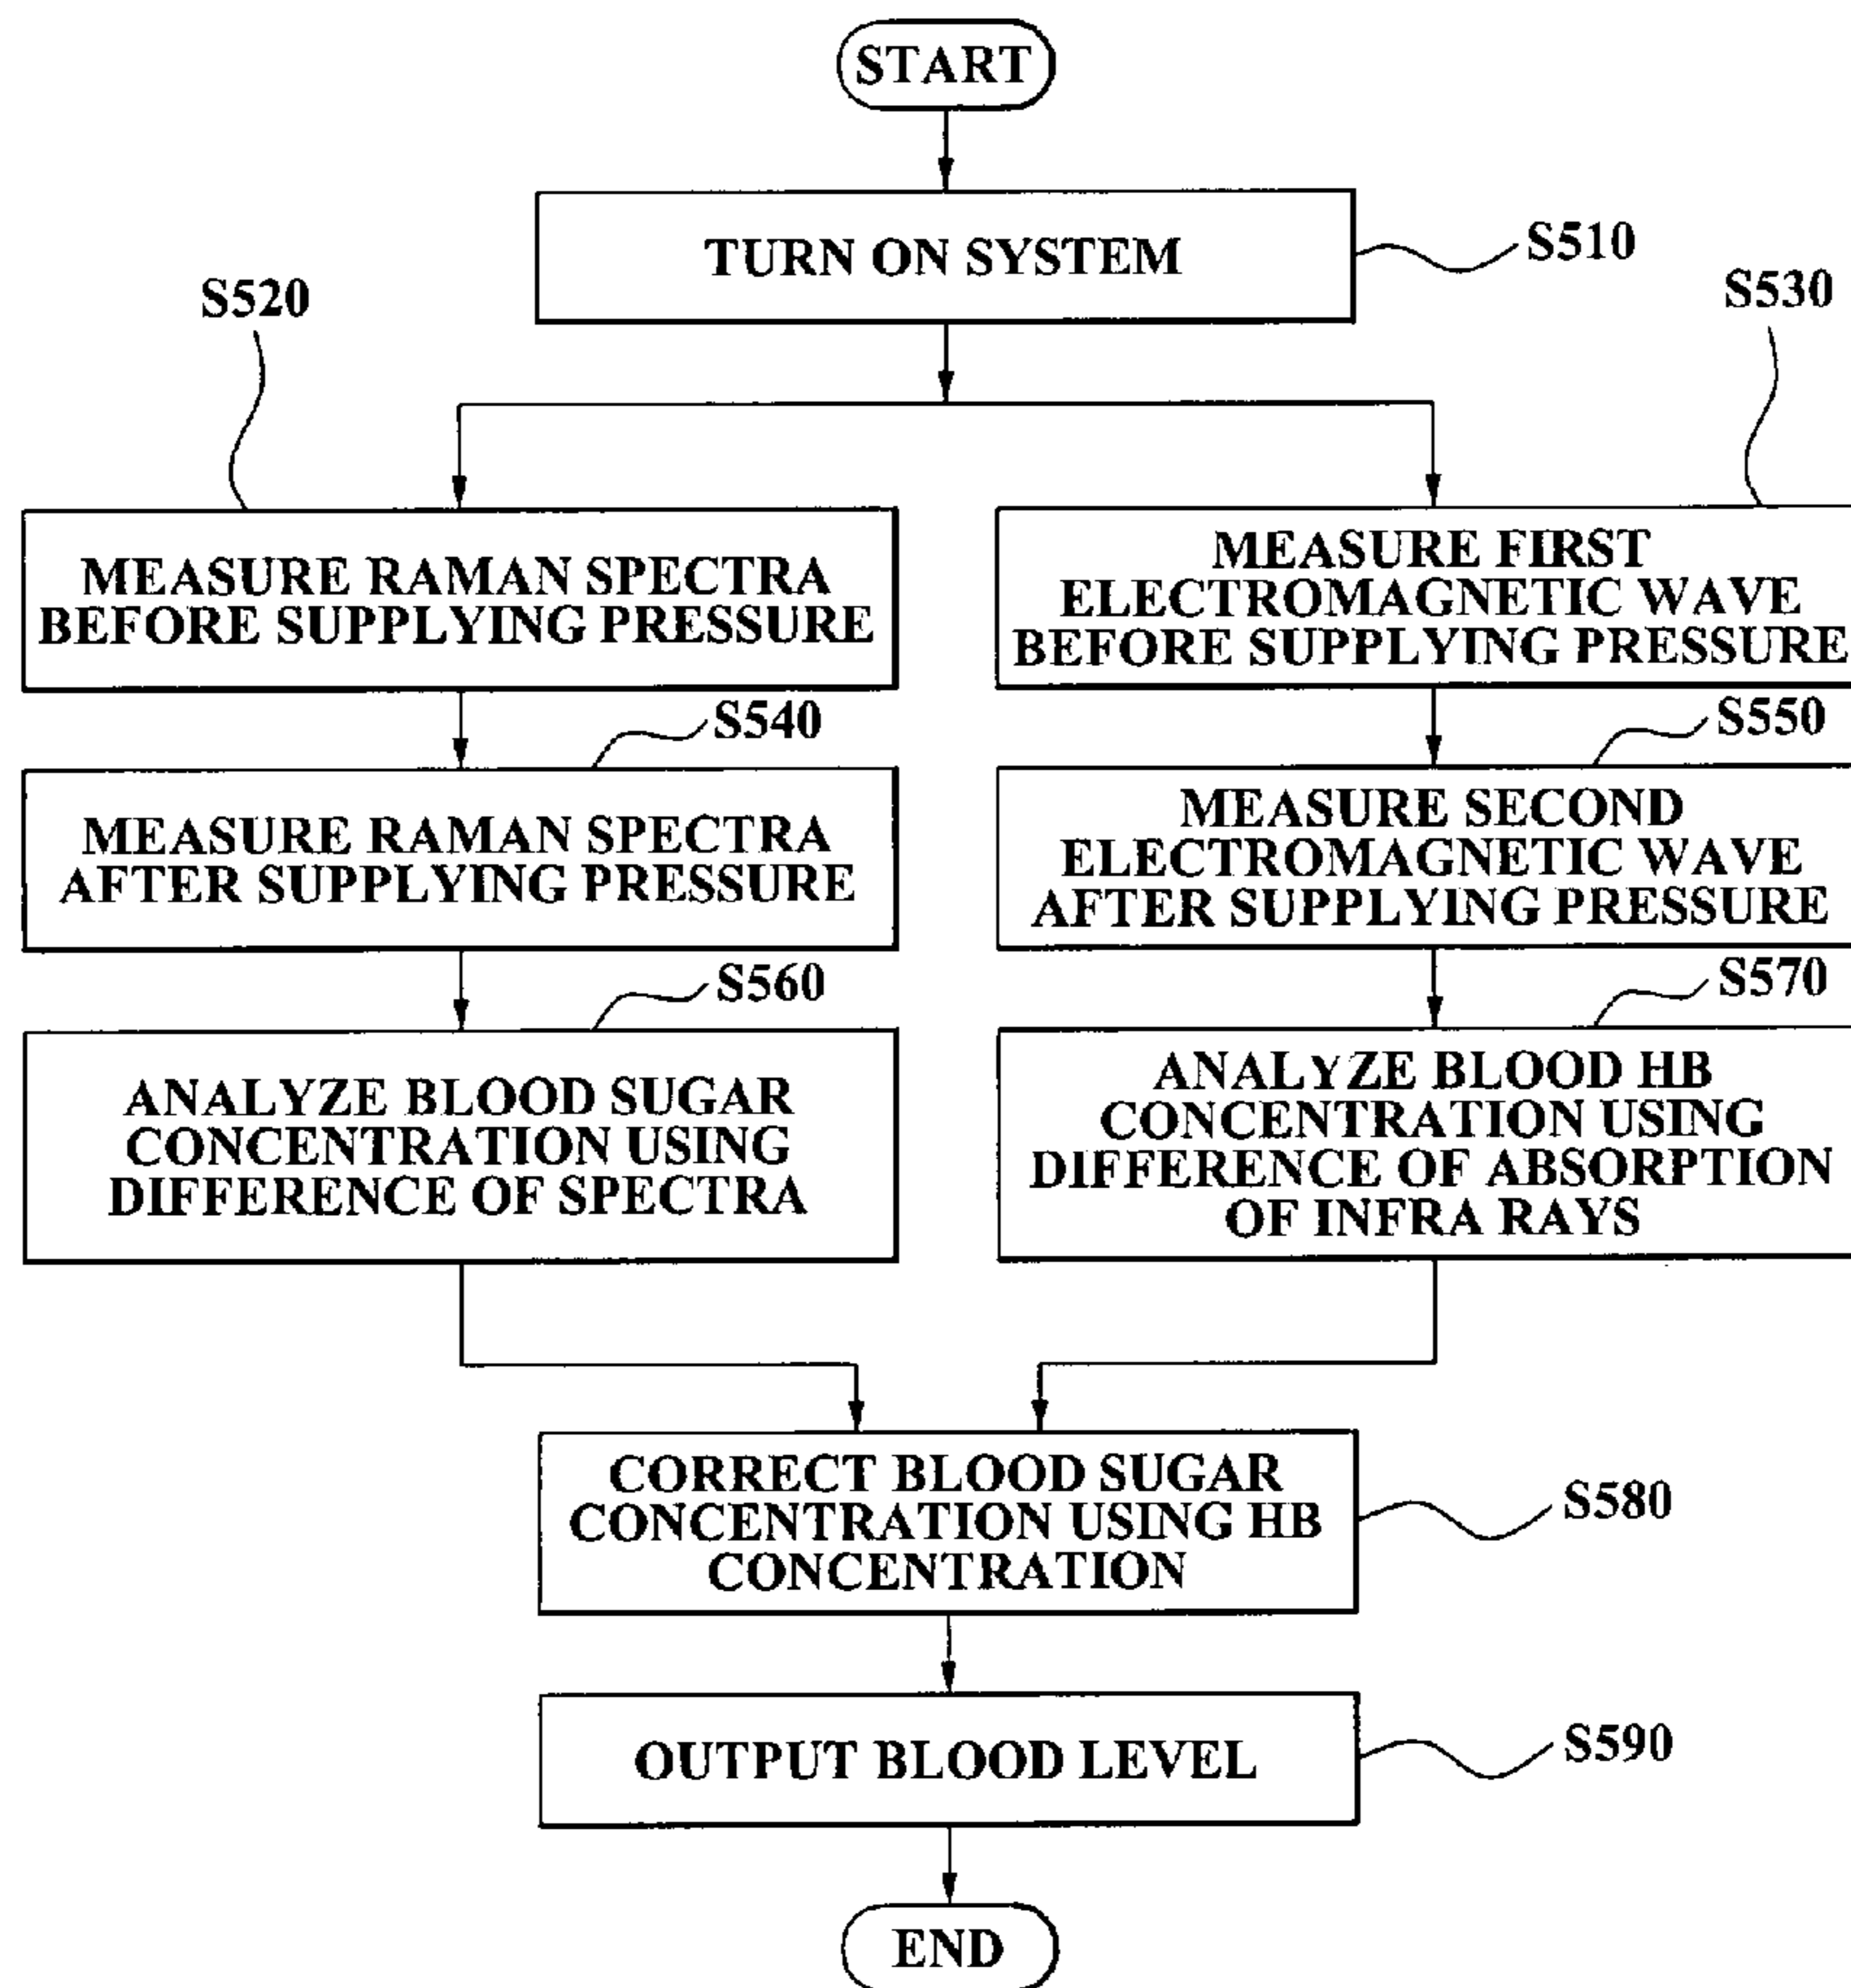 START
TURN ON SYSTEM
S510
S520
S530
MEASURE RAMAN SPECTRA
BEFORE SUPPLYING PRESSURE
MEASURE FIRST
ELECTROMAGNETIC WAVE
BEFORE SUPPLYING PRESSURE
S540
S550
MEASURE RAMAN SPECTRA
AFTER SUPPLYING PRESSURE
MEASURE SECOND
ELECTROMAGNETIC WAVE
AFTER SUPPLYING PRESSURE
S560
S570
ANALYZE BLOOD SUGAR
CONCENTRATION USING
DIFFERENCE OF SPECTRA
ANALYZE BLOOD HB
CONCENTRATION USING
DIFFERENCE OF ABSORPTION
OF INFRA RAYS
CORRECT BLOOD SUGAR
CONCENTRATION USING HB
CONCENTRATION
S580
OUTPUT BLOOD LEVEL
S590
END